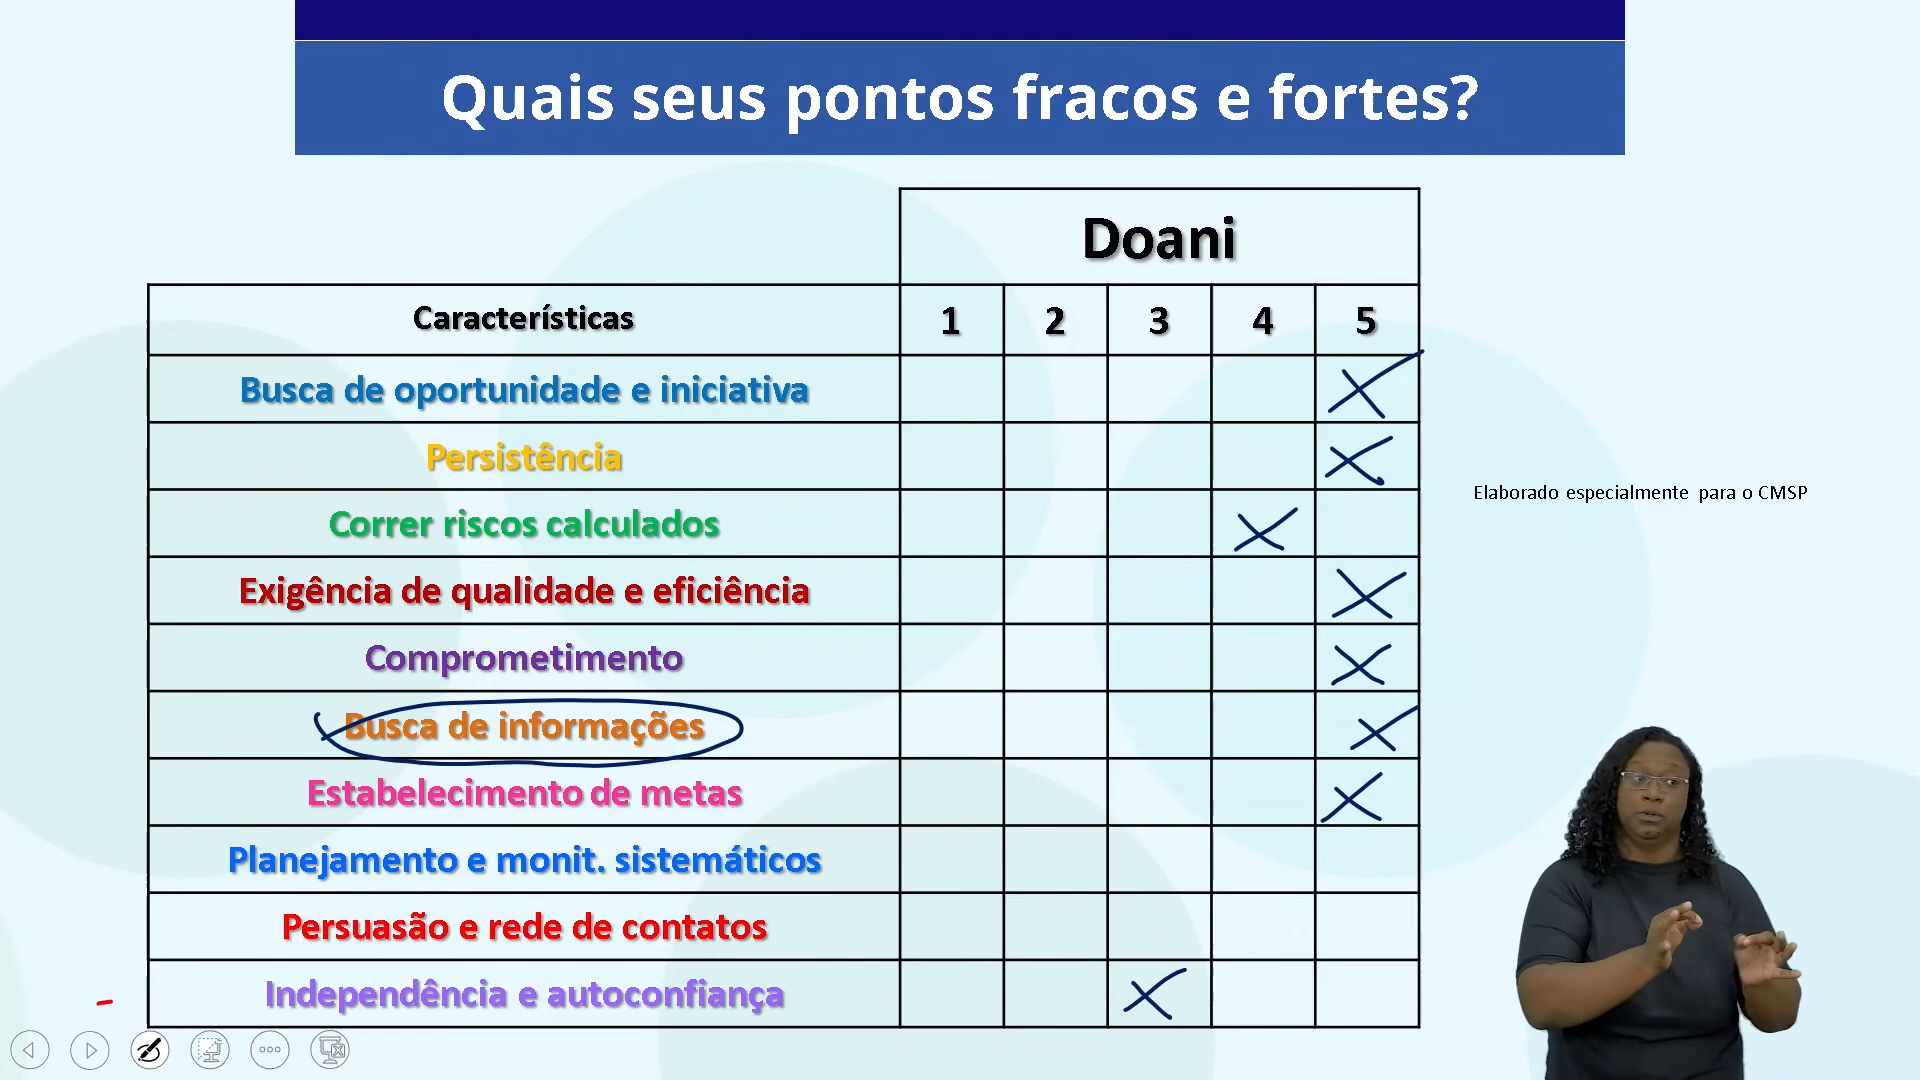 Quais seus pontos fracos e fortes?
Doani
Características 1 2 3 4 5
Busca de oportunidade e iniciativa
Persistência
Elaborado especialmente para o CMSP
Correr riscos calculados
Exigência de qualidade e eficiência
Comprometimento
Busca de informações
Estabelecimento de metas
Planejamento e monit. sistemáticos
Persuasão e rede de contatos
Independência e autoconfiança